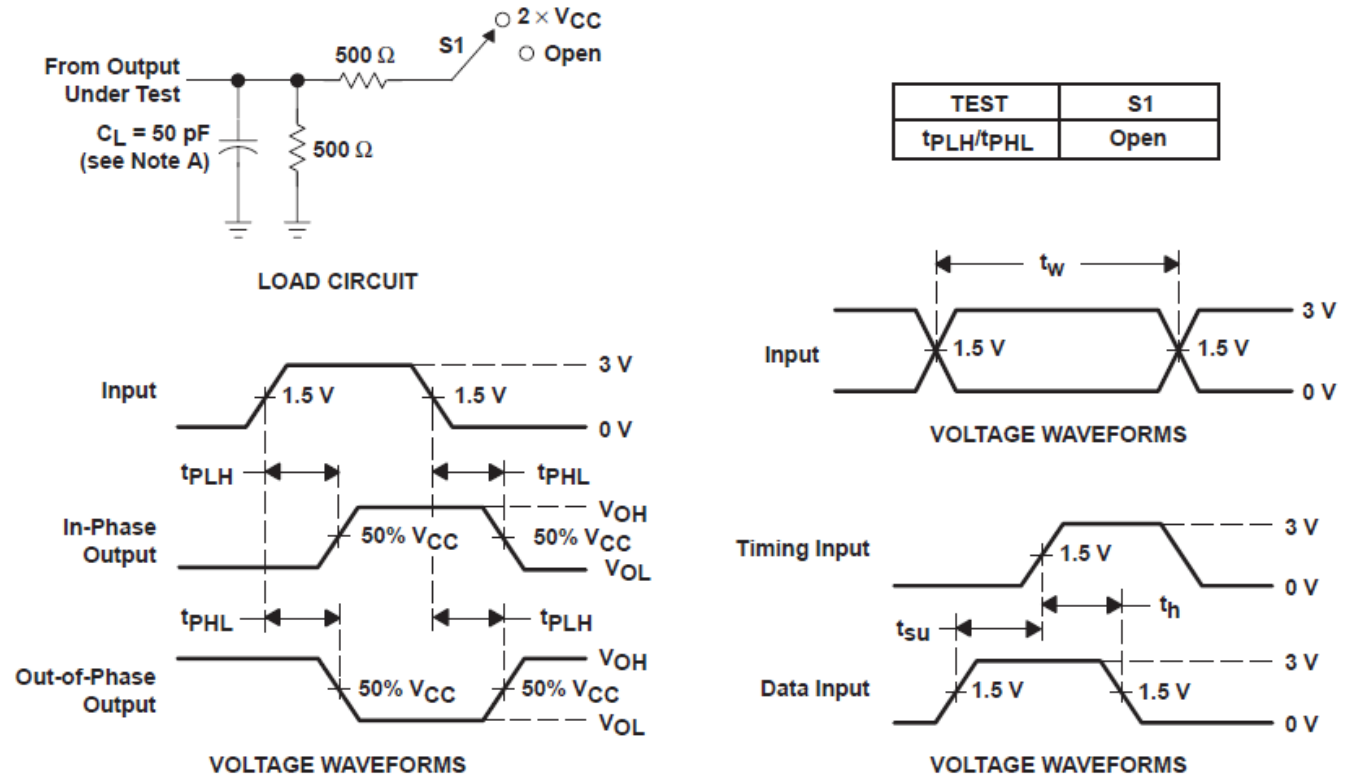 2 × VCC
S1
Open
500 Ω
From Output
Under Test
CL = 50 pF
(see Note A)
500 Ω
LOAD CIRCUIT
TEST S1
tPLH/tPHL Open
tw
3 V
Input 1.5 V 1.5 V
0 V
VOLTAGE WAVEFORMS
3 V
Input 1.5 V 1.5 V
0 V
tPLH tPHL
VOH
In-Phase
Output
50% VCC 50% VCC
VOL
tPHL tPLH
VOH
Out-of-Phase
Output
50% VCC 50% VCC
VOL
VOLTAGE WAVEFORMS
3 V
Timing Input 1.5 V
0 V
th
tsu
3 V
Data Input 1.5 V 1.5 V
0 V
VOLTAGE WAVEFORMS